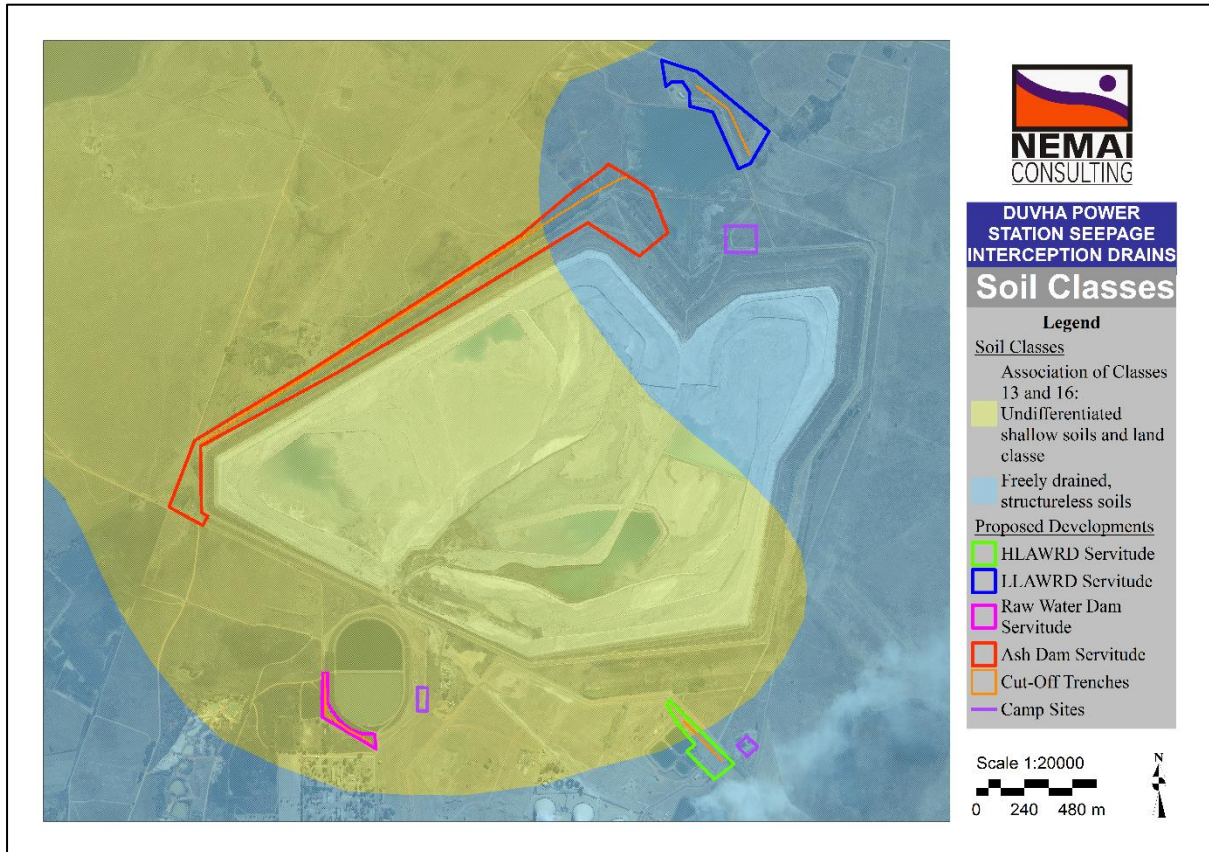 NEMAI
CONSULTING
DUVHA POWER
STATION SEEPAGE
INTERCEPTION DRAINS
Soil Classes
Legend
Soil Classes
Association of Classes
13 and 16:
Undifferentiated
shallow soils and land
classe
Freely drained,
structureless soils
Proposed Developments
HLAWRD Servitude
LLAWRD Servitude
Raw Water Dam
Servitude
Ash Dam Servitude
Cut-Off Trenches
Camp Sites
Scale 1:20000
N
0 240 480 m